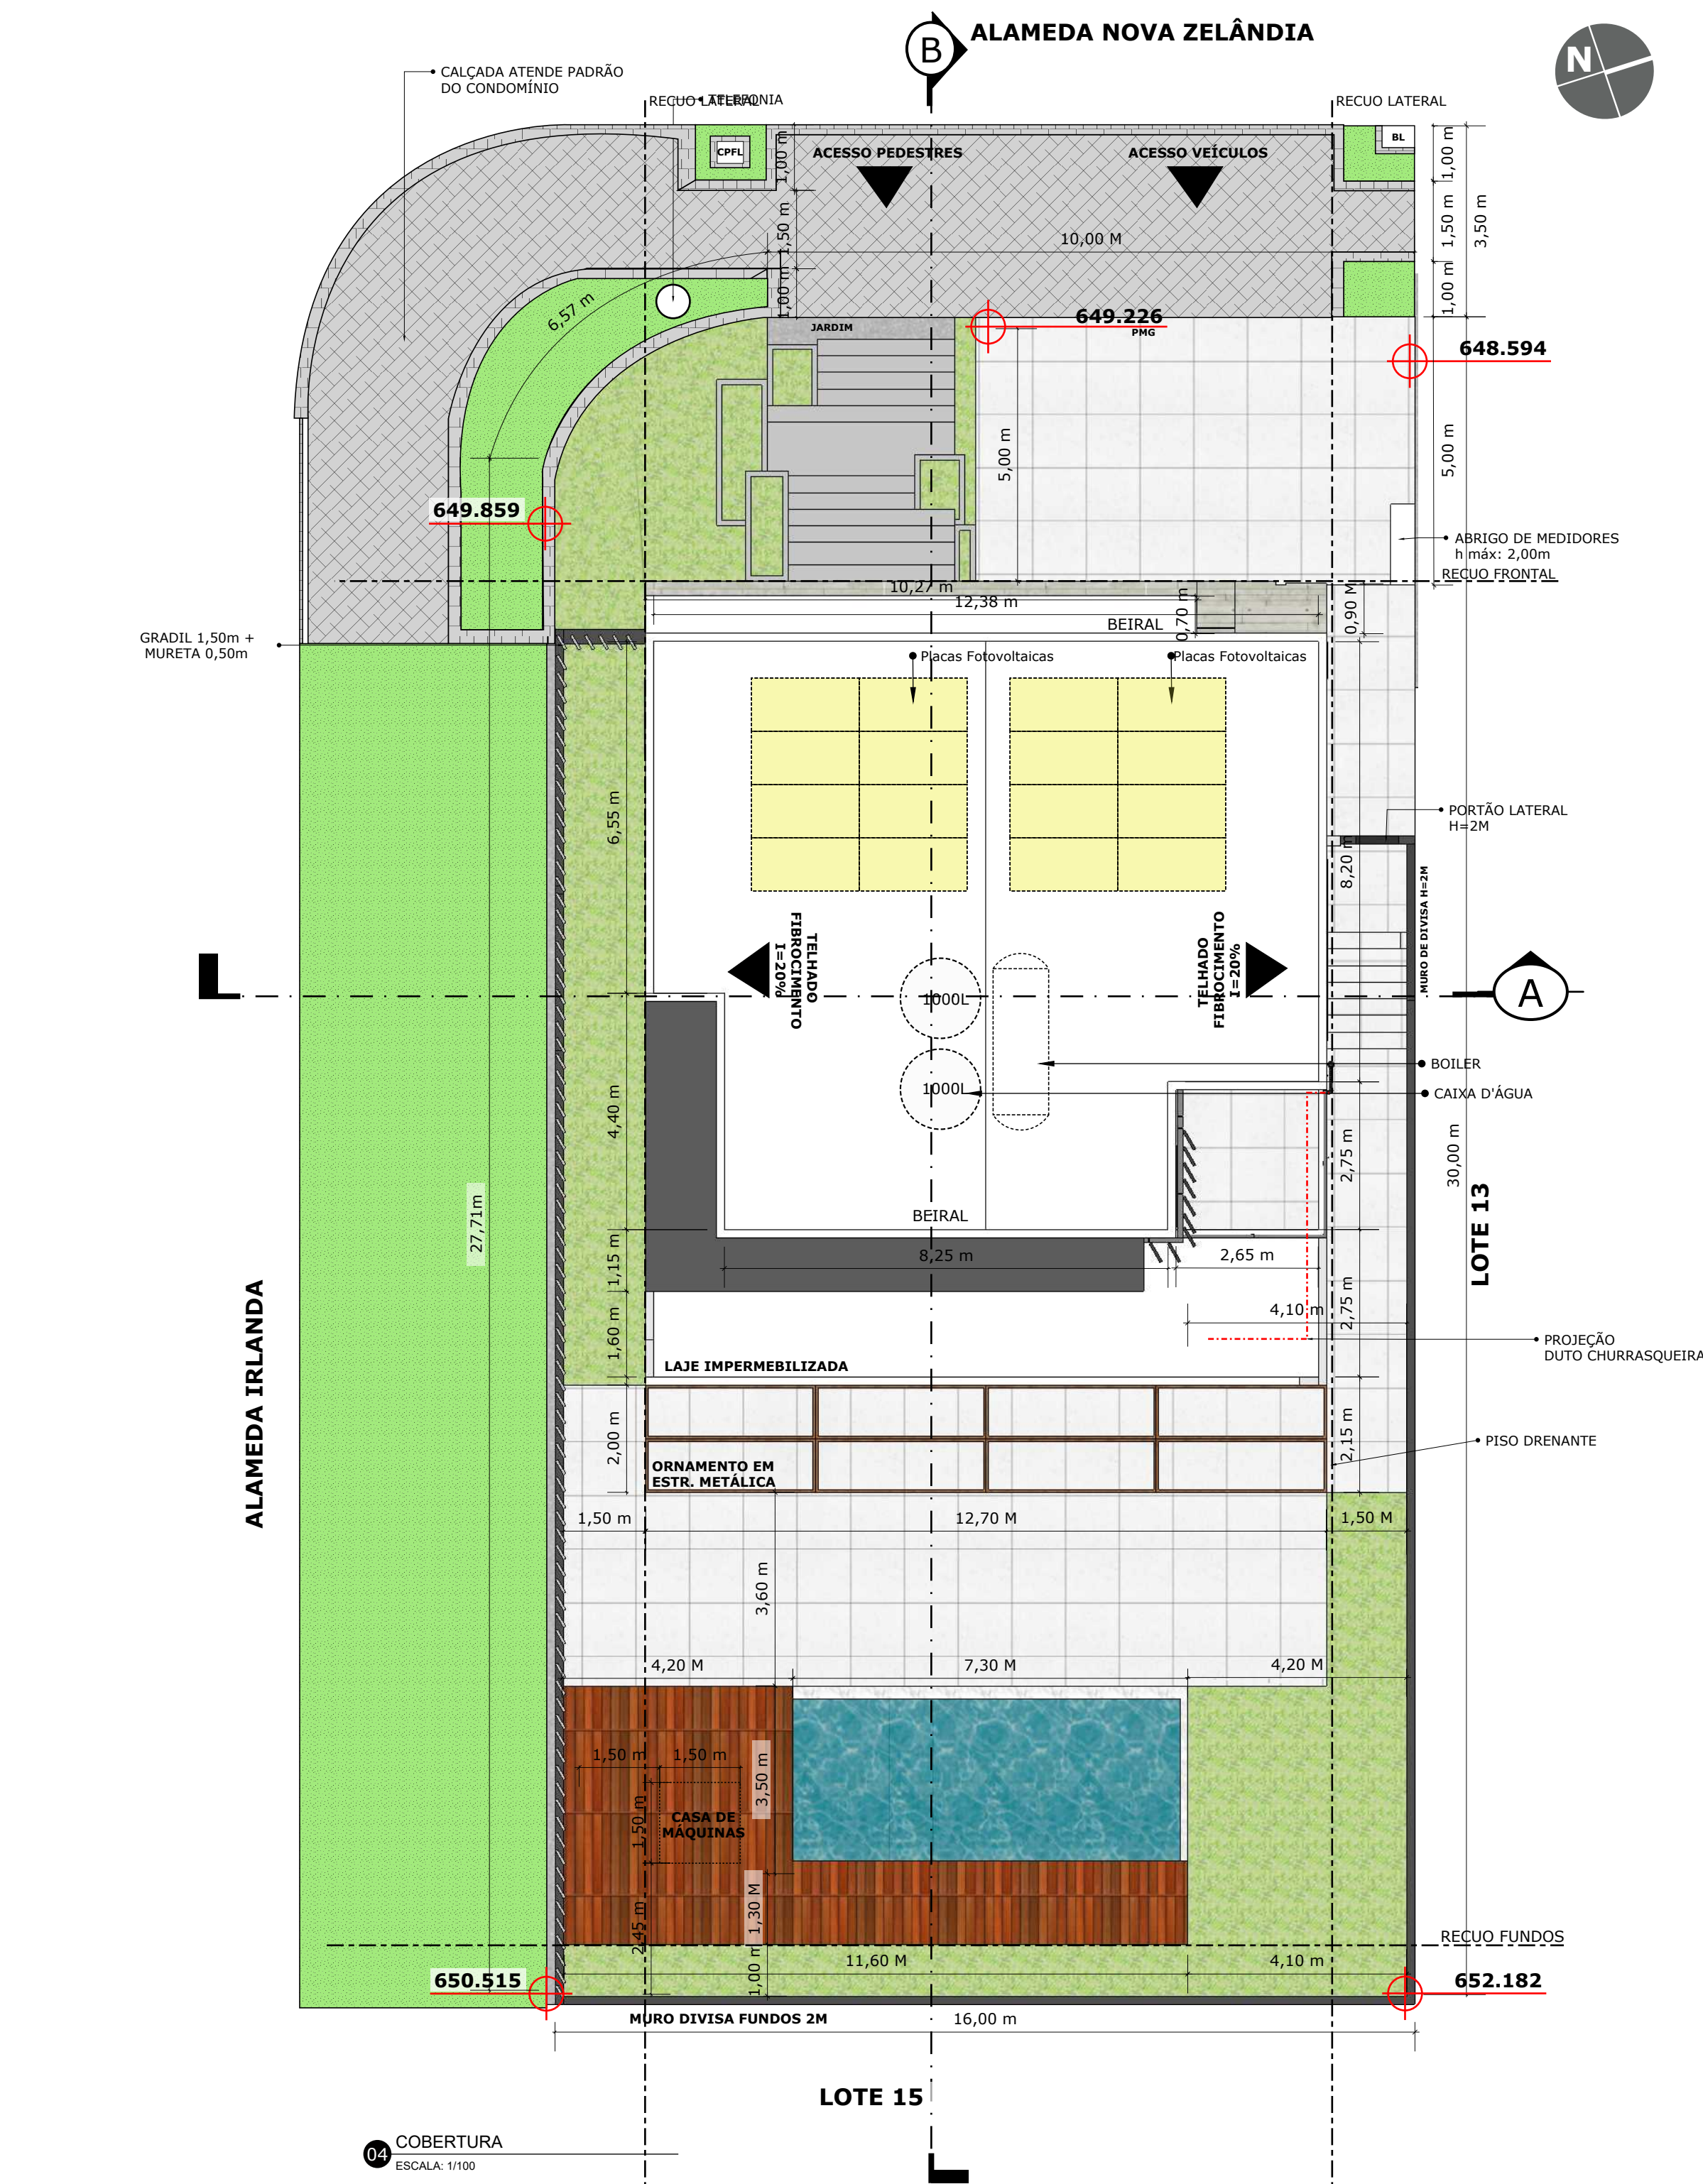 ALAMEDA NOVA ZELÂNDIA
B
N
CALÇADA ATENDE PADRÃO
DO CONDOMÍNIO
RECUO LATERAL
TELEFONIA
RECUO LATERAL
CPFL
BL
1,00 m
ACESSO PEDESTRES
ACESSO VEÍCULOS
1,00 m
1,50 m
1,50 m
3,50 m
10,00 M
1,00 m
1,00 m
6,57 m
JARDIM
649.226
PMG
648.594
5,00 m
5,00 m
649.859
ABRIGO DE MEDIDORES
h máx: 2,00m
RECUO FRONTAL
10,27 m
12,38 m
0,70 m
0,90 M
BEIRAL
GRADIL 1,50m +
MURETA 0,50m
Placas Fotovoltaicas
Placas Fotovoltaicas
6,55 m
PORTÃO LATERAL
H=2M
8,20 m
MURO DE DIVISA H=2M
TELHADO
FIBROCIMENTO
I=20%
TELHADO
FIBROCIMENTO
I=20%
1000L
A
BOILER
1000L
CAIXA D'ÁGUA
4,40 m
2,75 m
30,00 m
LOTE 13
27,71m
BEIRAL
8,25 m
2,65 m
1,15 m
4,10 m
2,75 m
1,60 m
PROJEÇÃO
DUTO CHURRASQUEIRA
LAJE IMPERMEBILIZADA
ALAMEDA IRLANDA
2,00 m
2,15 m
PISO DRENANTE
ORNAMENTO EM
ESTR. METÁLICA
1,50 m
12,70 M
1,50 M
3,60 m
4,20 M
7,30 M
4,20 M
1,50 m
1,50 m
3,50 m
1,50 m
CASA DE
MÁQUINAS
1,30 M
2,45 m
RECUO FUNDOS
11,60 M
4,10 m
1,00 m
650.515
652.182
MURO DIVISA FUNDOS 2M
16,00 m
LOTE 15
04
COBERTURA
ESCALA: 1/100